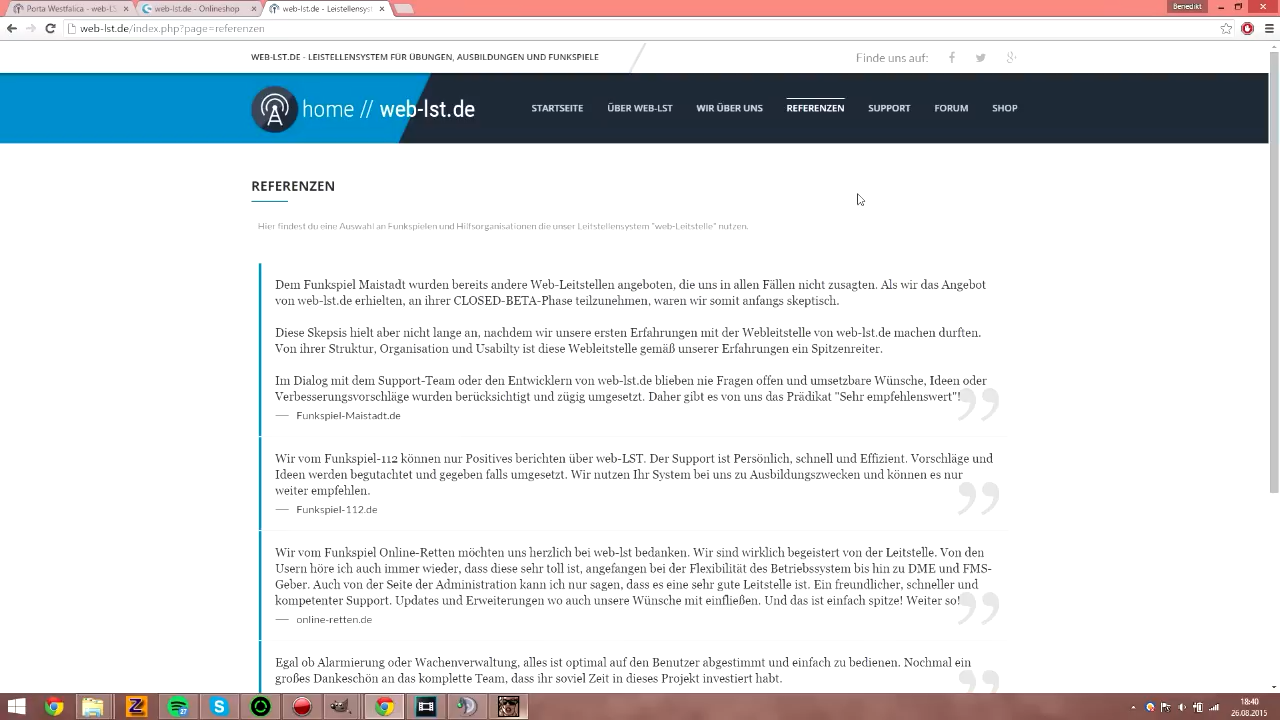 Porta Westfalica - web-LS
web-lst.de - Onlineshop
web-lst.de - Leistellensys
Benedikt
web-lst.de/index.php?page=referenzen
WEB-LST.DE - LEISTELLENSYSTEM FÜR ÜBUNGEN, AUSBILDUNGEN UND FUNKSPIELE
Finde uns auf:
home // web-lst.de
STARTSEITE
ÜBER WEB-LST
WIR ÜBER UNS
REFERENZEN
SUPPORT
FORUM
SHOP
REFERENZEN
Hier findest du eine Auswahl an Funkspielen und Hilfsorganisationen die unser Leitstellensystem "web-Leitstelle" nutzen.
Dem Funkspiel Maistadt wurden bereits andere Web-Leitstellen angeboten, die uns in allen Fällen nicht zusagten. Als wir das Angebot
von web-lst.de erhielten, an ihrer CLOSED-BETA-Phase teilzunehmen, waren wir somit anfangs skeptisch.
Diese Skepsis hielt aber nicht lange an, nachdem wir unsere ersten Erfahrungen mit der Webleitstelle von web-lst.de machen durften.
Von ihrer Struktur, Organisation und Usabilty ist diese Webleitstelle gemäß unserer Erfahrungen ein Spitzenreiter.
Im Dialog mit dem Support-Team oder den Entwicklern von web-lst.de blieben nie Fragen offen und umsetzbare Wünsche, Ideen oder
Verbesserungsvorschläge wurden berücksichtigt und zügig umgesetzt. Daher gibt es von uns das Prädikat "Sehr empfehlenswert"!
— Funkspiel-Maistadt.de
Wir vom Funkspiel-112 können nur Positives berichten über web-LST. Der Support ist Persönlich, schnell und Effizient. Vorschläge und
Ideen werden begutachtet und gegeben falls umgesetzt. Wir nutzen Ihr System bei uns zu Ausbildungszwecken und können es nur
weiter empfehlen.
— Funkspiel-112.de
Wir vom Funkspiel Online-Retten möchten uns herzlich bei web-lst bedanken. Wir sind wirklich begeistert von der Leitstelle. Von den
Usern höre ich auch immer wieder, dass diese sehr toll ist, angefangen bei der Flexibilität des Betriebssystem bis hin zu DME und FMS-
Geber. Auch von der Seite der Administration kann ich nur sagen, dass es eine sehr gute Leitstelle ist. Ein freundlicher, schneller und
kompetenter Support. Updates und Erweiterungen wo auch unsere Wünsche mit einfließen. Und das ist einfach spitze! Weiter so!
— online-retten.de
Egal ob Alarmierung oder Wachenverwaltung, alles ist optimal auf den Benutzer abgestimmt und einfach zu bedienen. Nochmal ein
großes Dankeschön an das komplette Team, dass ihr soviel Zeit in dieses Projekt investiert habt.
18:40
26.08.2015